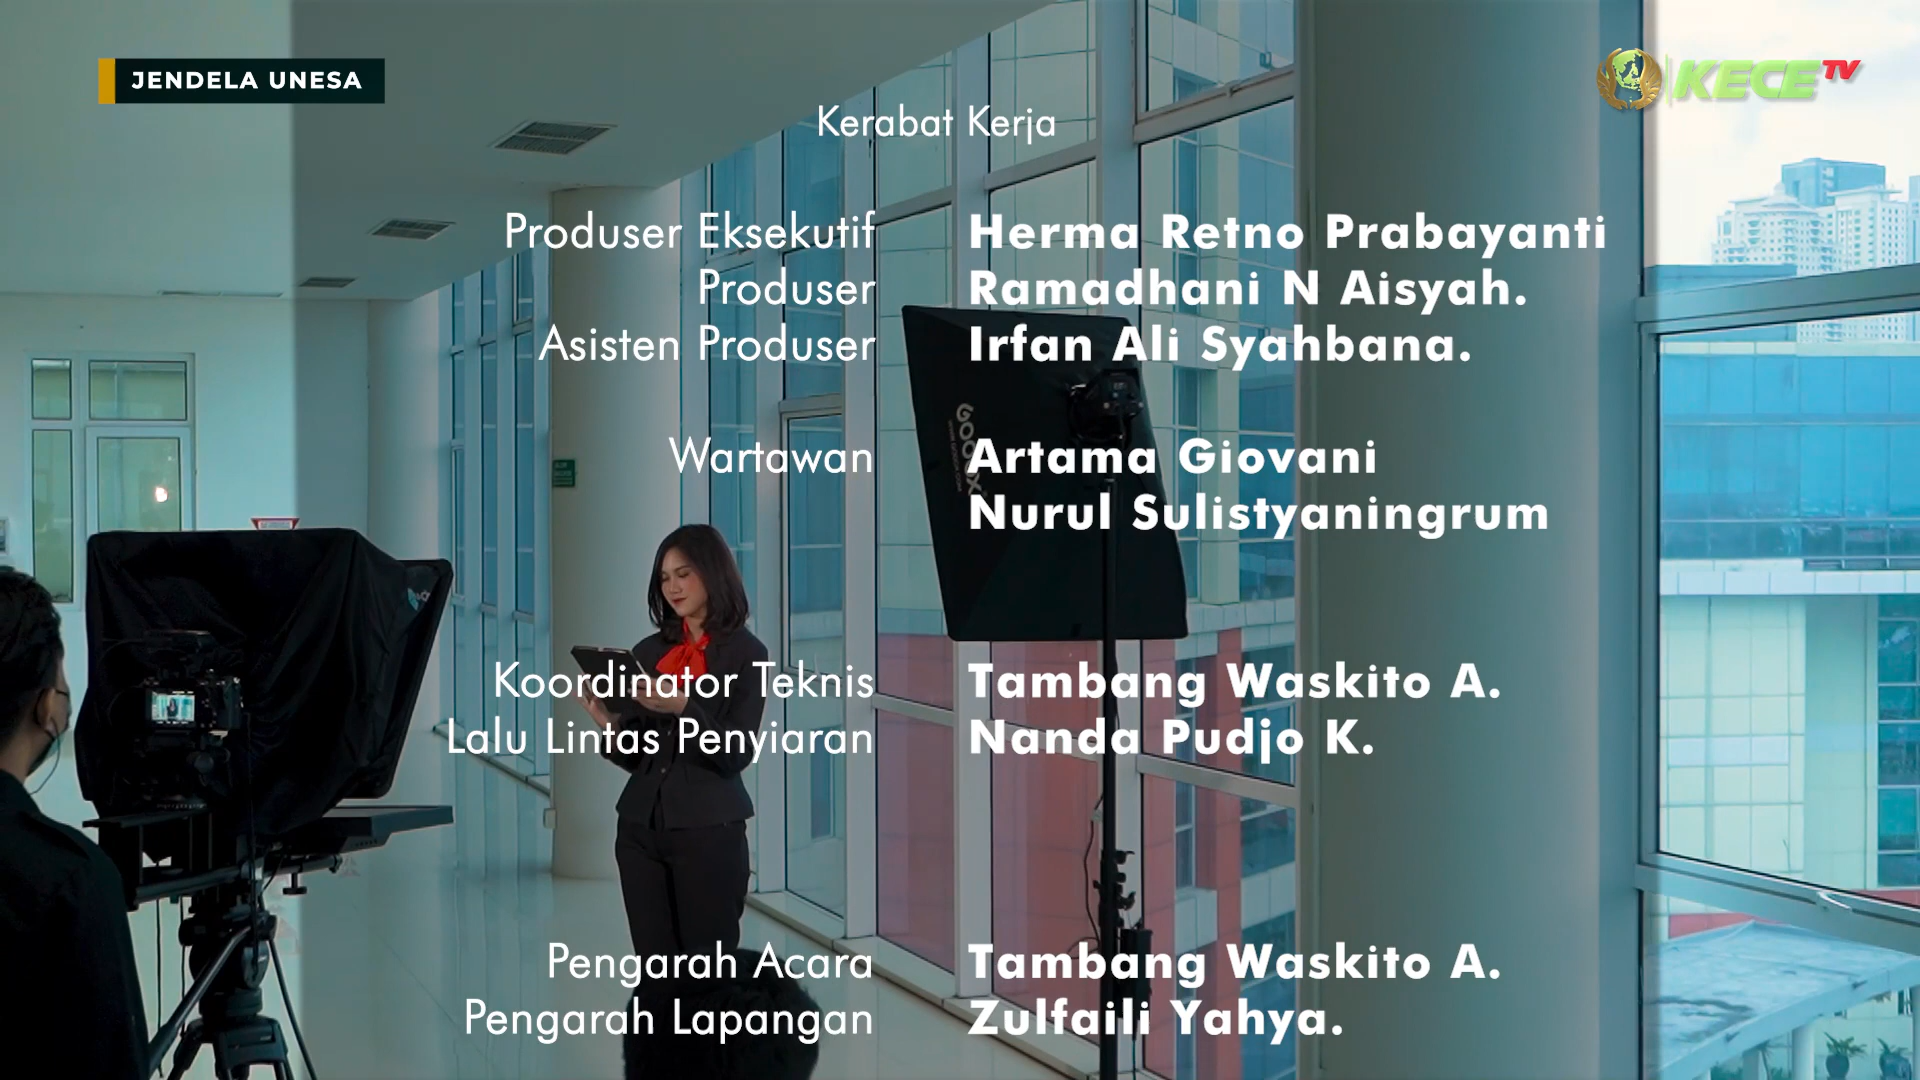 JENDELA UNESA
KECE TV
Kerabat Kerja
Produser Eksekutif Herma Retno Prabayanti
Produser Ramadhani N Aisyah.
Asisten Produser Irfan Ali Syahbana.
Wartawan Artama Giovani
Nurul Sulistyaningrum
Koordinator Teknis Tambang Waskito A.
Lalu Lintas Penyiaran Nanda Pudjo K.
Pengarah Acara Tambang Waskito A.
Pengarah Lapangan Zulfaili Yahya.